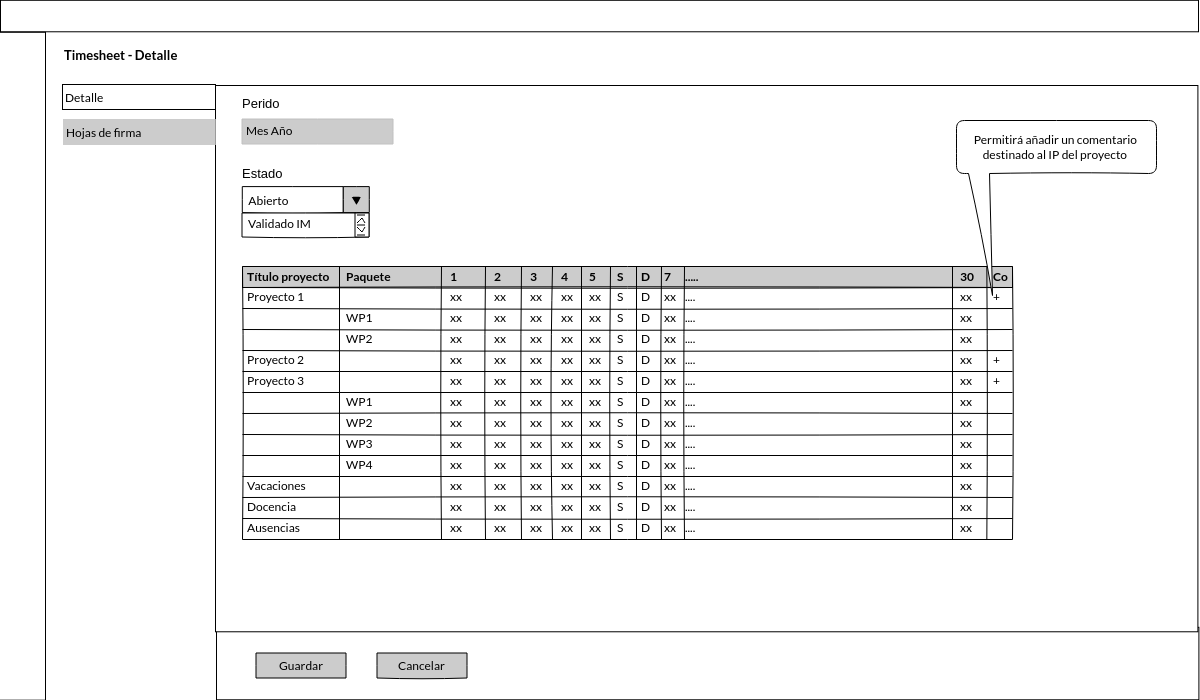 Timesheet - Detalle
Detalle
Hojas de firma
Perido
Mes Año
Estado
Abierto
Validado IM
Permitirá añadir un comentario
destinado al IP del proyecto
Título proyecto Paquete 1 2 3 4 5 S D 7 ..... 30 Co
Proyecto 1 xx xx xx xx xx S D xx .... xx +
WP1 xx xx xx xx xx S D xx .... xx
WP2 xx xx xx xx xx S D xx .... xx
Proyecto 2 xx xx xx xx xx S D xx .... xx +
Proyecto 3 xx xx xx xx xx S D xx .... xx +
WP1 xx xx xx xx xx S D xx .... xx
WP2 xx xx xx xx xx S D xx .... xx
WP3 xx xx xx xx xx S D xx .... xx
WP4 xx xx xx xx xx S D xx .... xx
Vacaciones xx xx xx xx xx S D xx .... xx
Docencia xx xx xx xx xx S D xx .... xx
Ausencias xx xx xx xx xx S D xx .... xx
Guardar Cancelar